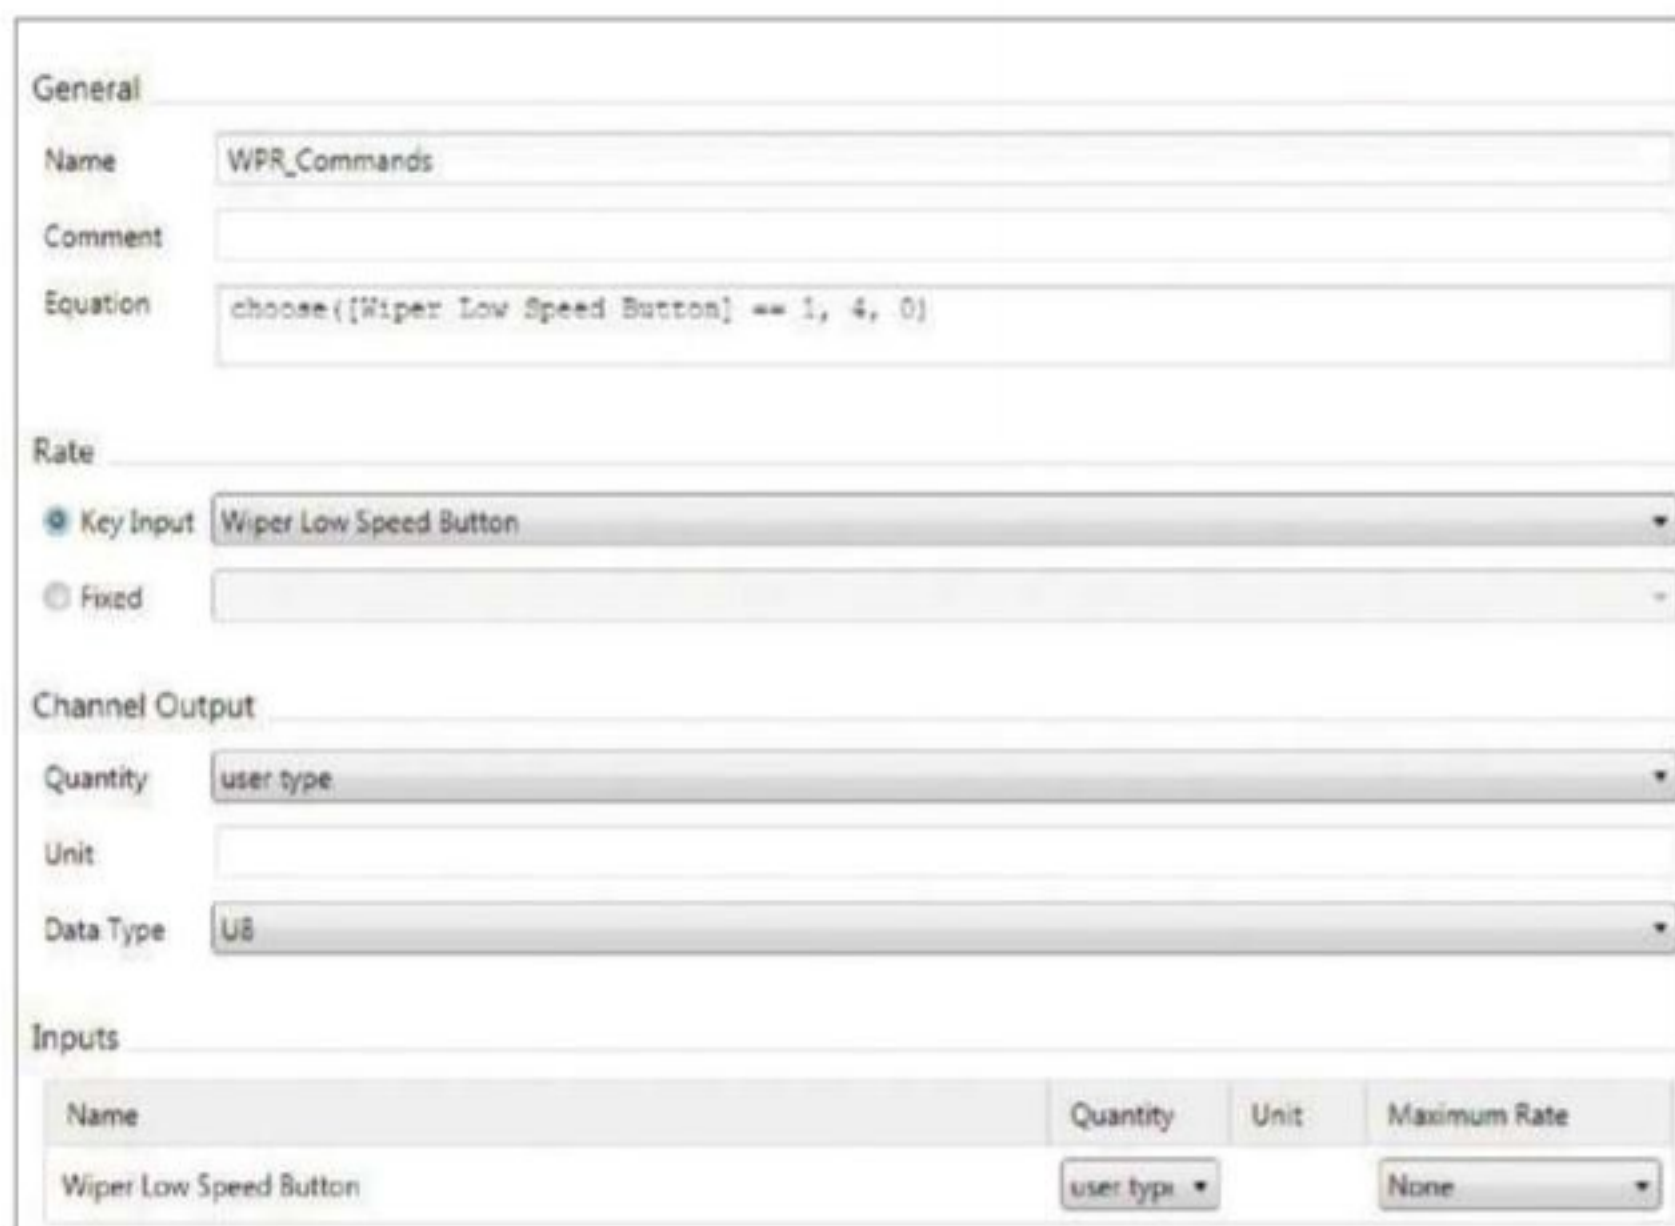 General
Name WPR_Commands
Comment
Equation choose([Wiper Low Speed Button] == 1, 4, 0)
Rate
Key Input Wiper Low Speed Button
Fixed
Channel Output
Quantity user type
Unit
Data Type U8
Inputs
Name Quantity Unit Maximum Rate
Wiper Low Speed Button user type None